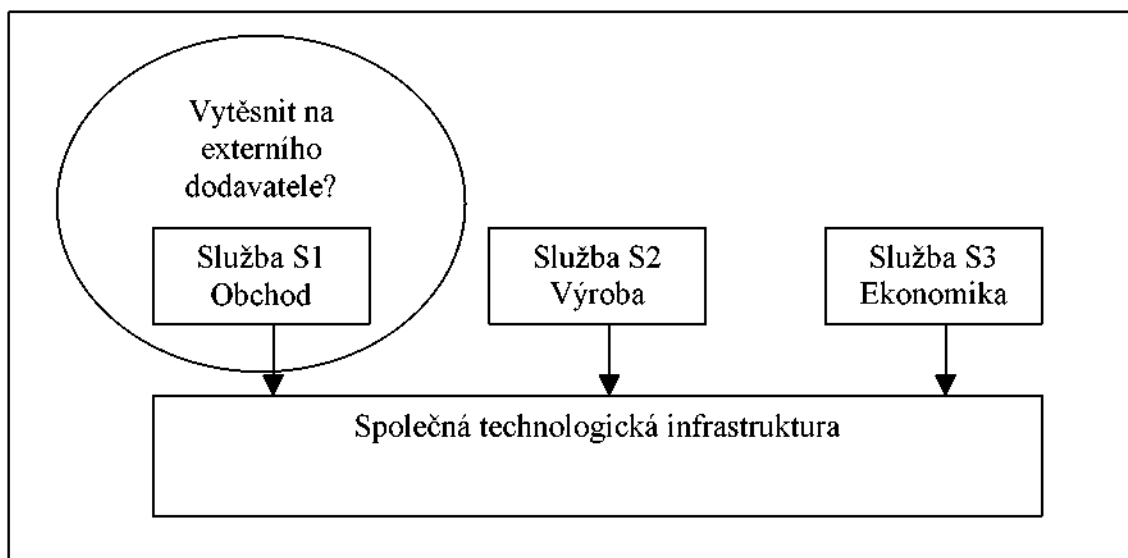 Vytěsnit na
externího
dodavatele?
Služba S1
Obchod
Služba S2
Výroba
Služba S3
Ekonomika
Společná technologická infrastruktura